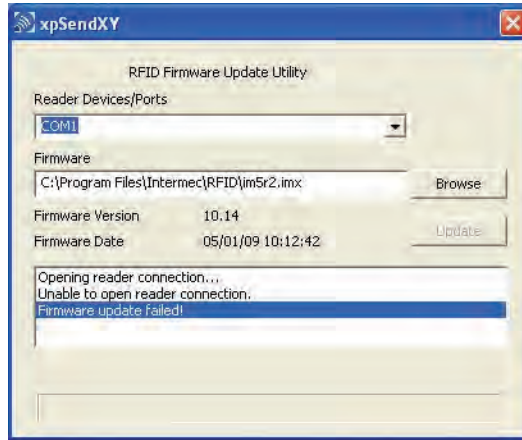 xpSendXY
RFID Firmware Update Utility
Reader Devices/Ports
COM1
Firmware
C:\Program Files\Intermec\RFID\im5r2.imx
Browse
Firmware Version 10.14
Firmware Date 05/01/09 10:12:42
Update
Opening reader connection...
Unable to open reader connection.
Firmware update failed!